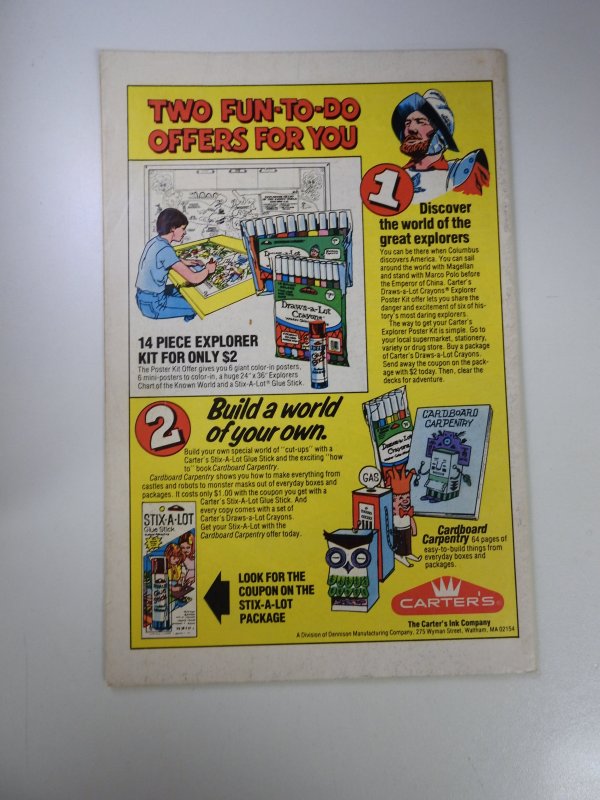 TWO FUN-TO-DO
OFFERS FOR YOU
1
Discover
the world of the
great explorers
You can be there when Columbus
discovers America. You can sail
around the world with Magellan
and stand with Marco Polo before
the Emperor of China. Carter's
Draws-a-Lot Crayons® Explorer
Poster Kit offer lets you share the
danger and excitement of six of his-
tory's most daring explorers.
The way to get your Carter's
Explorer Poster Kit is simple. Go to
your local supermarket, stationery,
variety or drug store. Buy a package
of Carter's Draws-a-Lot Crayons.
Send away the coupon on the pack-
age with $2 today. Then, clear the
decks for adventure.
Draws-a-Lot
Crayons
14 PIECE EXPLORER
KIT FOR ONLY $2
The Poster Kit Offer gives you 6 giant color-in posters,
6 mini-posters to color-in, a huge 24" x 36" Explorers
Chart of the Known World and a Stix-A-Lot® Glue Stick.
2
Build a world
of your own.
Build your own special world of "cut-ups" with a
Carter's Stix-A-Lot Glue Stick and the exciting "how
to" book Cardboard Carpentry.
Cardboard Carpentry shows you how to make everything from
castles and robots to monster masks out of everyday boxes and
packages. It costs only $1.00 with the coupon you get with a
Carter's Stix-A-Lot Glue Stick. And
every copy comes with a set of
Carter's Draws-a-Lot Crayons.
Get your Stix-A-Lot with the
Cardboard Carpentry offer today.
STIX-A-LOT
Glue Stick
LOOK FOR THE
COUPON ON THE
STIX-A-LOT
PACKAGE
GAS
Draws-a-Lot
Crayons
CARDBOARD
CARPENTRY
Cardboard
Carpentry 64 pages of
easy-to-build things from
everyday boxes and
packages.
CARTER'S
The Carter's Ink Company
A Division of Dennison Manufacturing Company, 275 Wyman Street, Waltham, MA 02154